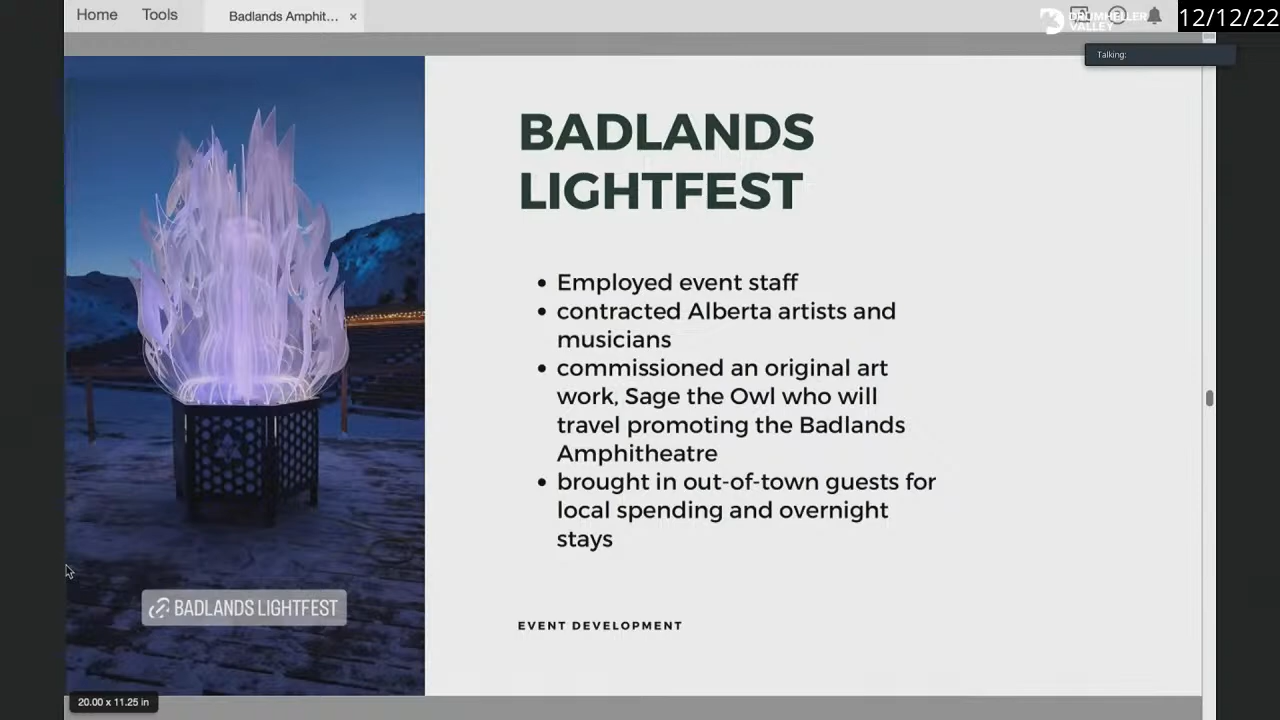 Home
Tools
Badlands Amphit... ×
DRUMHELLER
VALLEY
12/12/22
Talking:
BADLANDS
LIGHTFEST
• Employed event staff
• contracted Alberta artists and
musicians
• commissioned an original art
work, Sage the Owl who will
travel promoting the Badlands
Amphitheatre
• brought in out-of-town guests for
local spending and overnight
stays
BADLANDS LIGHTFEST
EVENT DEVELOPMENT
20.00 x 11.25 in